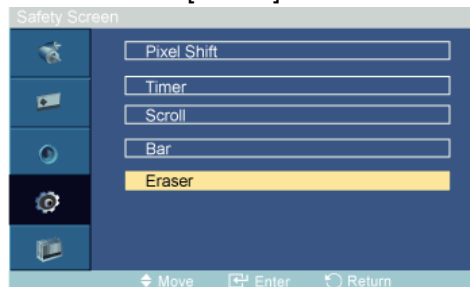 Safety Screen
Pixel Shift
Timer
Scroll
Bar
Eraser
Move Enter Return